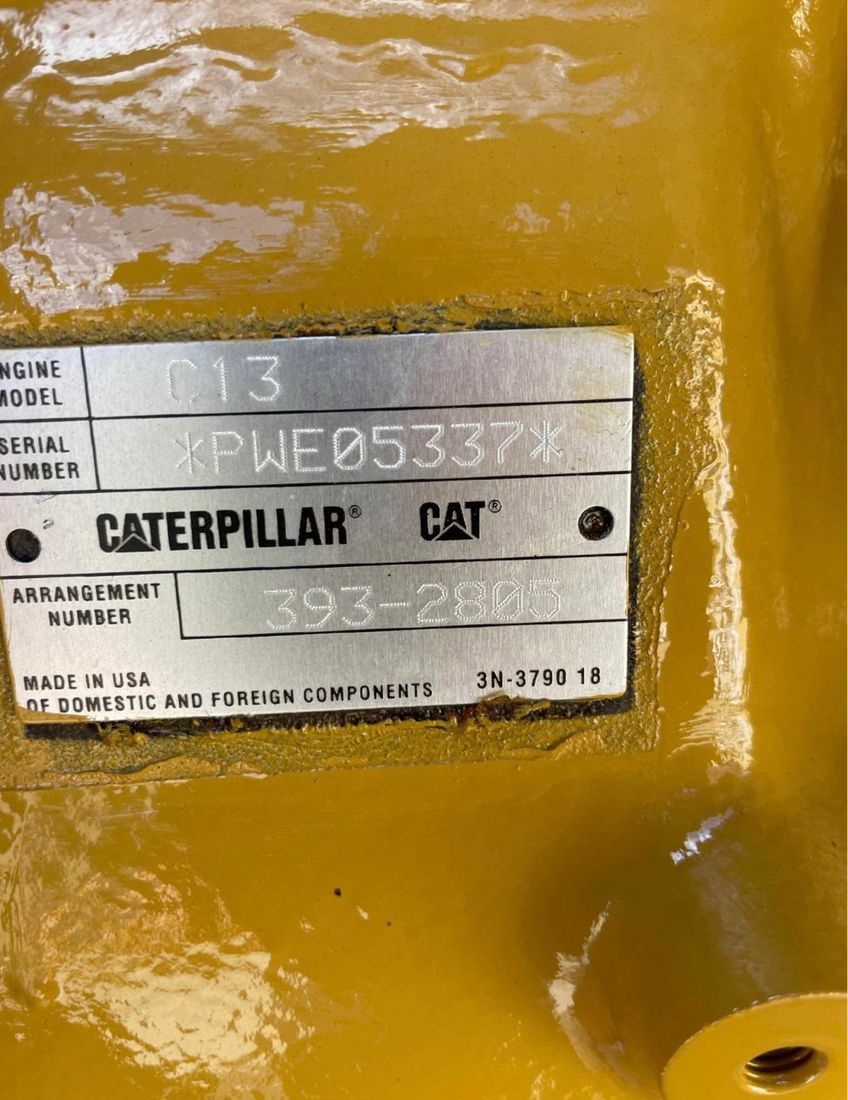 NGINE
MODEL
C13
SERIAL
NUMBER
*PWE05337*
CATERPILLAR® CAT®
ARRANGEMENT
NUMBER
393-2805
MADE IN USA
OF DOMESTIC AND FOREIGN COMPONENTS
3N-3790 18